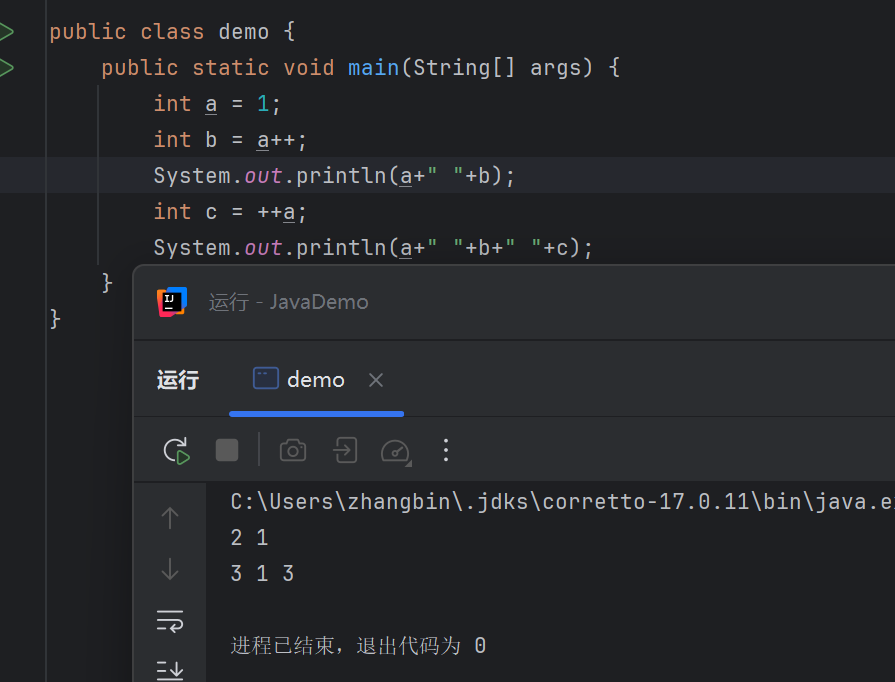 public class demo {
public static void main(String[] args) {
int a = 1;
int b = a++;
System.out.println(a+" "+b);
int c = ++a;
System.out.println(a+" "+b+" "+c);
}
}
IJ
运行 - JavaDemo
运行 demo
C:\Users\zhangbin\.jdks\corretto-17.0.11\bin\java.e
2 1
3 1 3
进程已结束，退出代码为 0